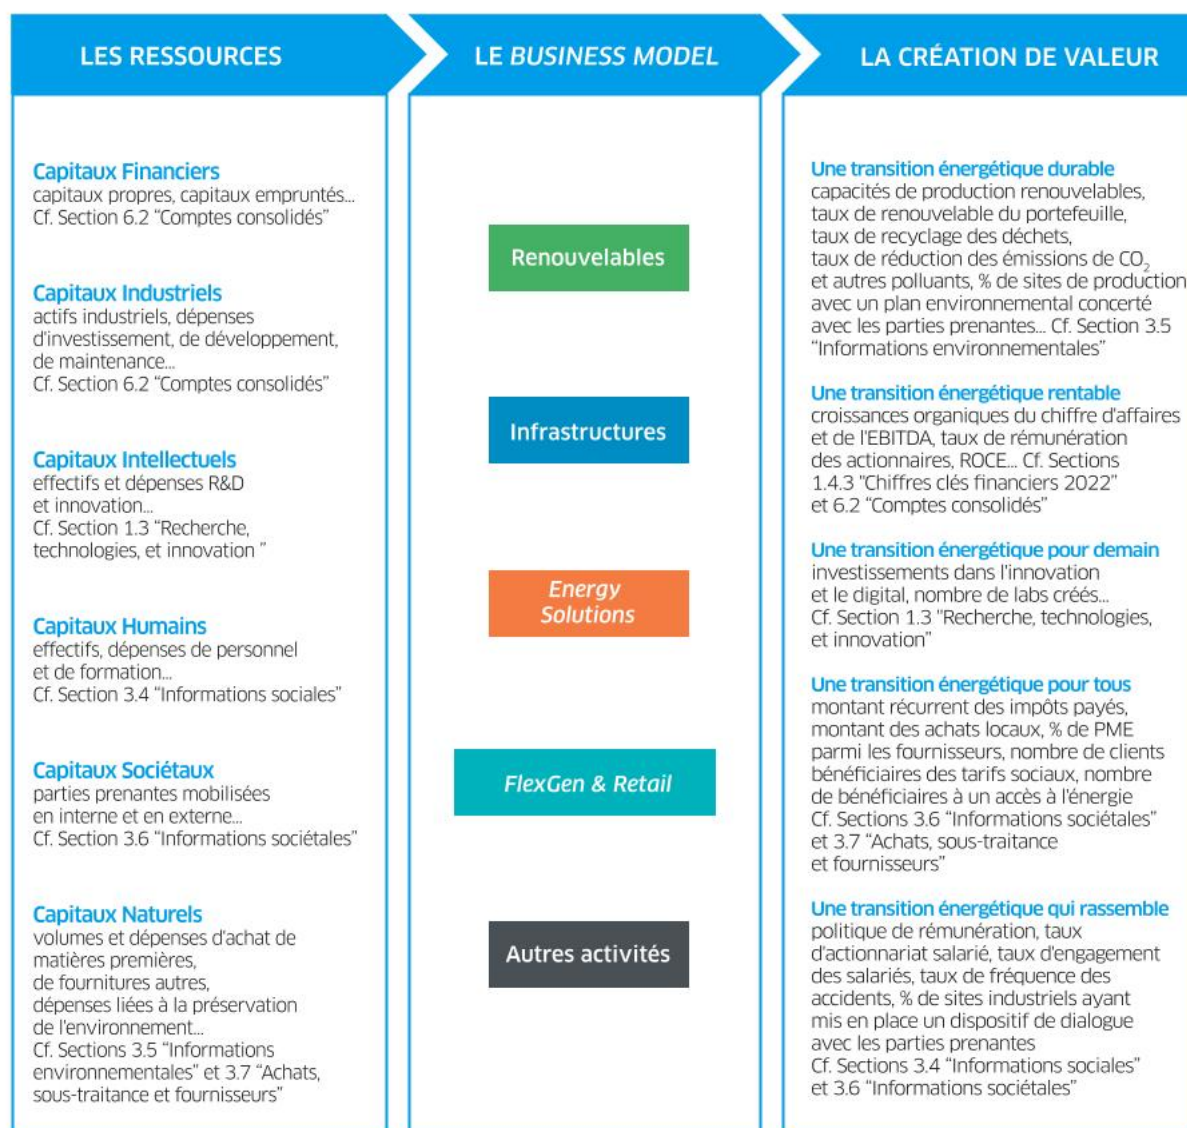 LES RESSOURCES
Capitaux Financiers
capitaux propres, capitaux empruntés...
Cf. Section 6.2 “Comptes consolidés”
Capitaux Industriels
actifs industriels, dépenses
d'investissement, de développement,
de maintenance...
Cf. Section 6.2 “Comptes consolidés”
Capitaux Intellectuels
effectifs et dépenses R&D
et innovation...
Cf. Section 1.3 “Recherche,
technologies, et innovation ”
Capitaux Humains
effectifs, dépenses de personnel
et de formation...
Cf. Section 3.4 “Informations sociales”
Capitaux Sociétaux
parties prenantes mobilisées
en interne et en externe...
Cf. Section 3.6 “Informations sociétales”
Capitaux Naturels
volumes et dépenses d'achat de
matières premières,
de fournitures autres,
dépenses liées à la préservation
de l'environnement...
Cf. Sections 3.5 “Informations
environnementales” et 3.7 “Achats,
sous-traitance et fournisseurs”
LE BUSINESS MODEL
Renouvelables
Infrastructures
Energy
Solutions
FlexGen & Retail
Autres activités
LA CRÉATION DE VALEUR
Une transition énergétique durable
capacités de production renouvelables,
taux de renouvelable du portefeuille,
taux de recyclage des déchets,
taux de réduction des émissions de CO₂
et autres polluants, % de sites de production
avec un plan environnemental concerté
avec les parties prenantes... Cf. Section 3.5
“Informations environnementales”
Une transition énergétique rentable
croissances organiques du chiffre d'affaires
et de l'EBITDA, taux de rémunération
des actionnaires, ROCE... Cf. Sections
1.4.3 "Chiffres clés financiers 2022”
et 6.2 “Comptes consolidés”
Une transition énergétique pour demain
investissements dans l'innovation
et le digital, nombre de labs créés...
Cf. Section 1.3 "Recherche, technologies,
et innovation”
Une transition énergétique pour tous
montant récurrent des impôts payés,
montant des achats locaux, % de PME
parmi les fournisseurs, nombre de clients
bénéficiaires des tarifs sociaux, nombre
de bénéficiaires à un accès à l'énergie
Cf. Sections 3.6 “Informations sociétales”
et 3.7 “Achats, sous-traitance
et fournisseurs”
Une transition énergétique qui rassemble
politique de rémunération, taux
d'actionnariat salarié, taux d'engagement
des salariés, taux de fréquence des
accidents, % de sites industriels ayant
mis en place un dispositif de dialogue
avec les parties prenantes
Cf. Sections 3.4 “Informations sociales”
et 3.6 “Informations sociétales”